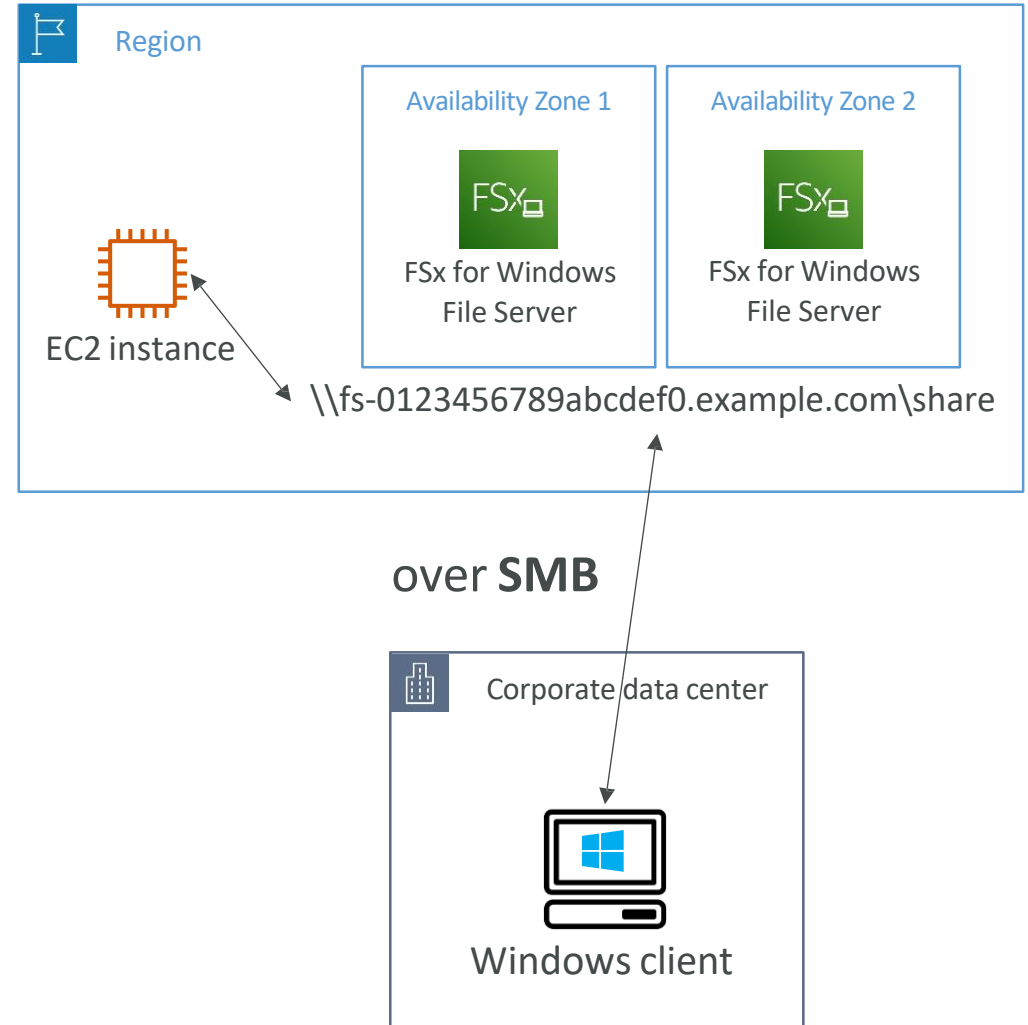 Region
Availability Zone 1
Availability Zone 2
FSx
FSx
FSx for Windows
File Server
FSx for Windows
File Server
EC2 instance
\\fs-0123456789abcdef0.example.com\share
over SMB
Corporate data center
Windows client